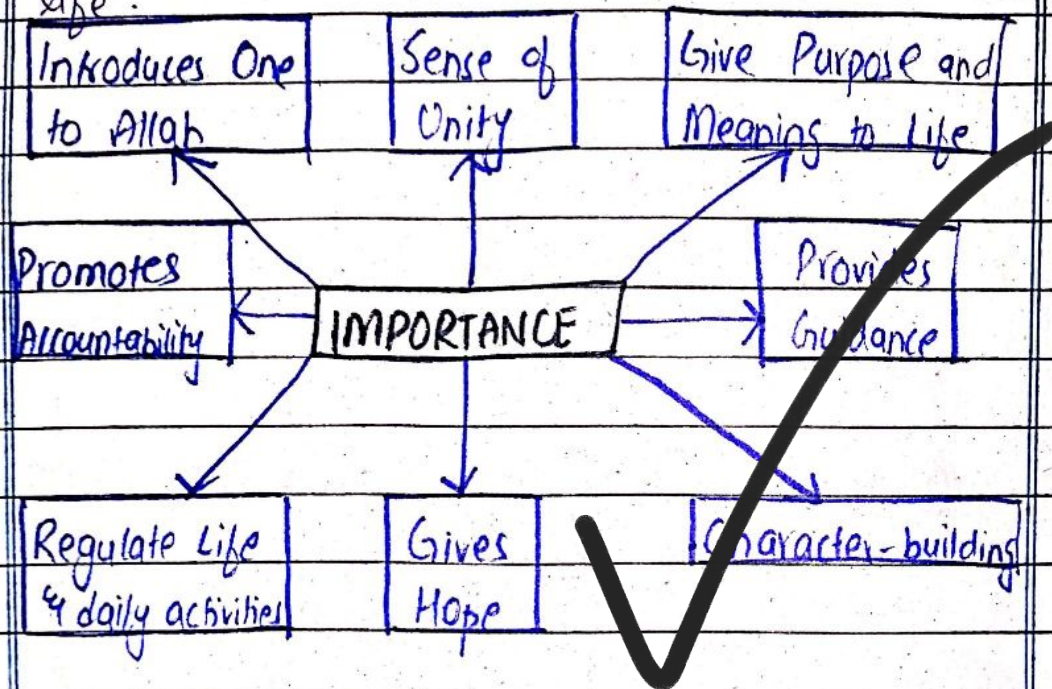 life.
Introduces One
to Allah
Sense of
Unity
Give Purpose and
Meaning to Life
Promotes
Accountability
IMPORTANCE
Provides
Guidance
Regulate Life
& daily activities
Gives
Hope
Character-building